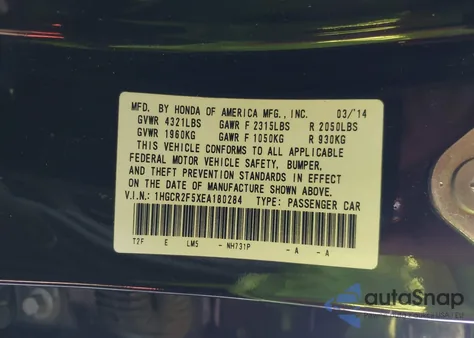 MFD. BY HONDA OF AMERICA MFG., INC. 03/'14
GVWR 4321LBS GAWR F 2315LBS R 2050LBS
GVWR 1960KG GAWR F 1050KG R 930KG
THIS VEHICLE CONFORMS TO ALL APPLICABLE
FEDERAL MOTOR VEHICLE SAFETY, BUMPER,
AND THEFT PREVENTION STANDARDS IN EFFECT
ON THE DATE OF MANUFACTURE SHOWN ABOVE.
V.I.N.: 1HGCR2F5XEA180284 TYPE: PASSENGER CAR
T2F E LM5 - NH731P - A - A
autoSnap